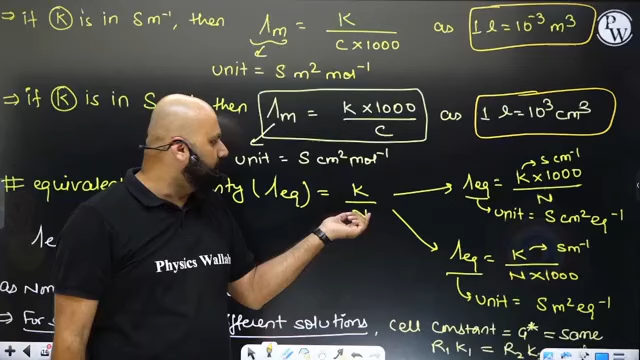 ⇒ if K is in S m⁻¹, then Λm = K / C × 1000 as 1 l = 10⁻³ m³
PW
unit = S m² mol⁻¹
⇒ if K is in S then Λm = K × 1000 / C as 1 l = 10³ cm³
unit = S cm² mol⁻¹
# equivale ity (Λeq) = K / N
Λeq = K × 1000 / N → S cm⁻¹
unit = S cm² eq⁻¹
Λeq = K / N × 1000 → S m⁻¹
unit = S m² eq⁻¹
Physics Wallah
as Nor
⇒ For s different solutions, cell constant = G* = same
R₁ K₁ = R₂ K